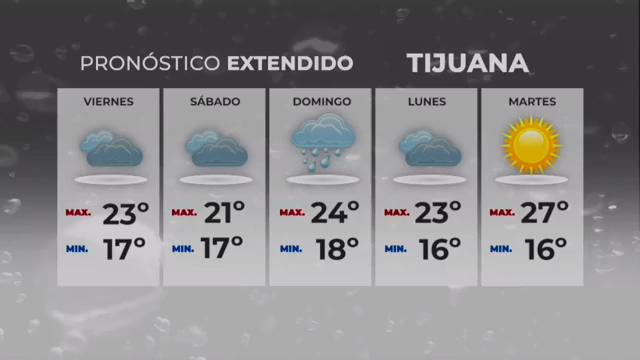 PRONÓSTICO EXTENDIDO TIJUANA
VIERNES SÁBADO DOMINGO LUNES MARTES
MAX. 23° MAX. 21° MAX. 24° MAX. 23° MAX. 27°
MIN. 17° MIN. 17° MIN. 18° MIN. 16° MIN. 16°